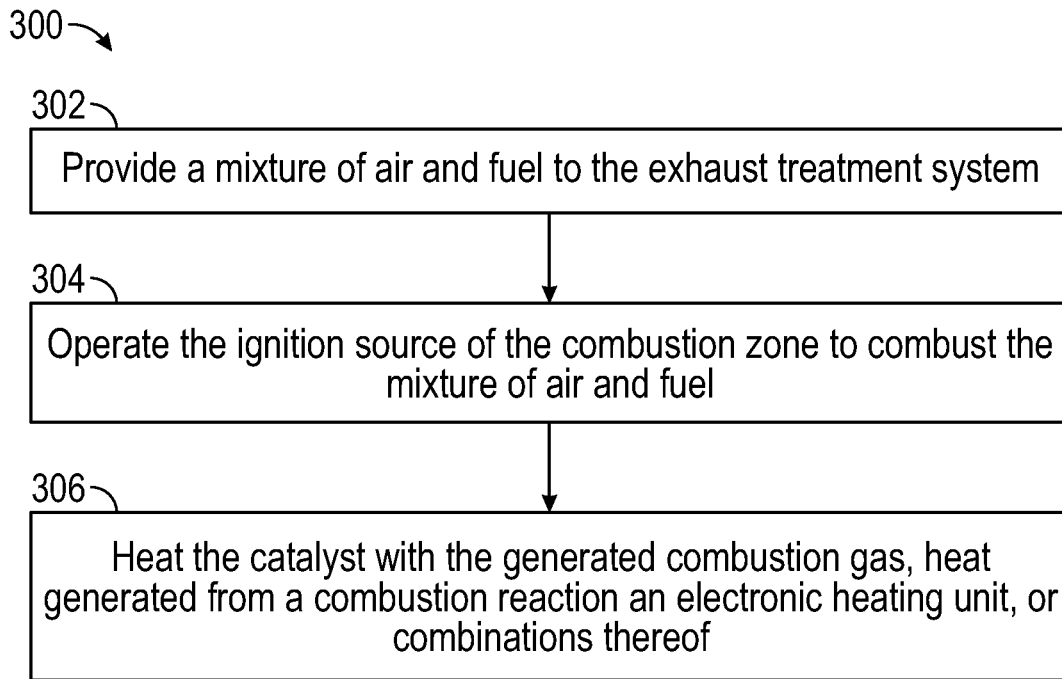 300
302
Provide a mixture of air and fuel to the exhaust treatment system
304
Operate the ignition source of the combustion zone to combust the
mixture of air and fuel
306
Heat the catalyst with the generated combustion gas, heat
generated from a combustion reaction an electronic heating unit, or
combinations thereof